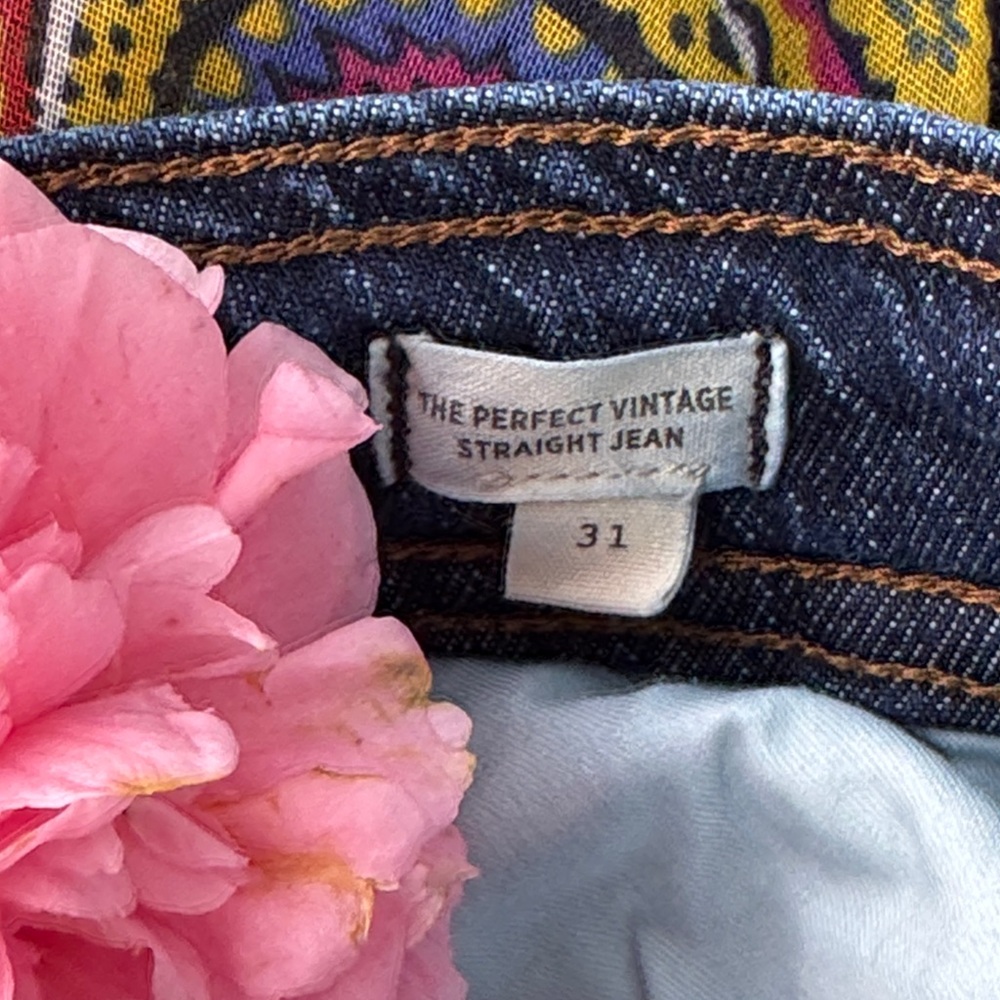 THE PERFECT VINTAGE
STRAIGHT JEAN
31